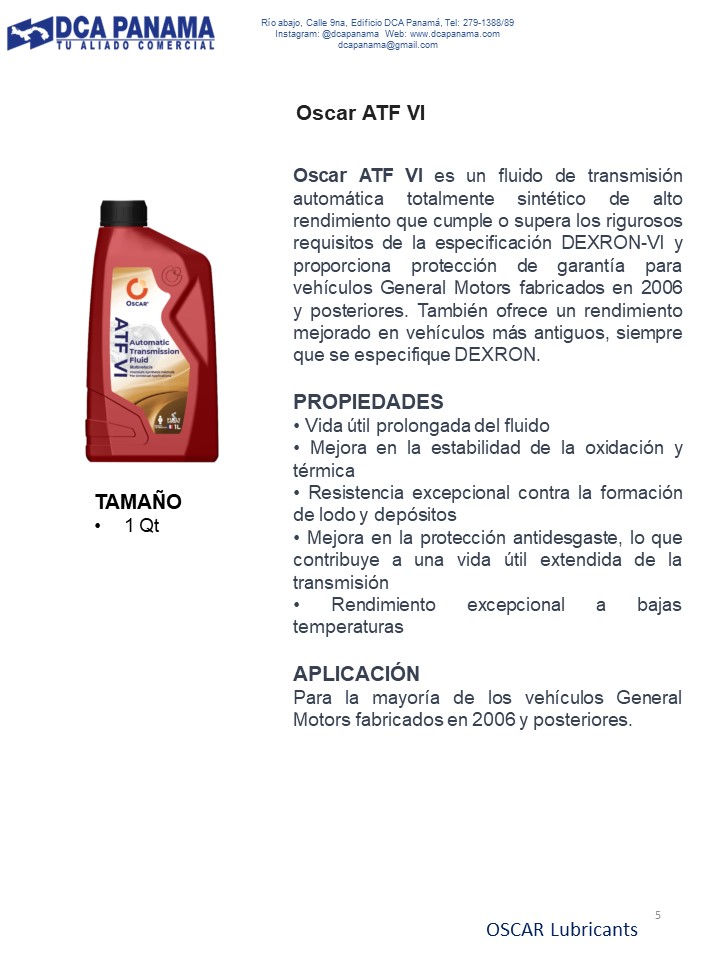 DCA PANAMA
TU ALIADO COMERCIAL
Río abajo, Calle 9na, Edificio DCA Panamá, Tel: 279-1388/89
Instagram: @dcapanama Web: www.dcapanama.com
dcapanama@gmail.com
Oscar ATF VI
Oscar ATF VI es un fluido de transmisión
automática totalmente sintético de alto
rendimiento que cumple o supera los rigurosos
requisitos de la especificación DEXRON-VI y
proporciona protección de garantía para
vehículos General Motors fabricados en 2006
y posteriores. También ofrece un rendimiento
mejorado en vehículos más antiguos, siempre
que se especifique DEXRON.
PROPIEDADES
• Vida útil prolongada del fluido
• Mejora en la estabilidad de la oxidación y
térmica
• Resistencia excepcional contra la formación
de lodo y depósitos
• Mejora en la protección antidesgaste, lo que
contribuye a una vida útil extendida de la
transmisión
• Rendimiento excepcional a bajas
temperaturas
APLICACIÓN
Para la mayoría de los vehículos General
Motors fabricados en 2006 y posteriores.
OSCAR
ATF VI
Automatic
Transmission
Fluid
1L
TAMAÑO
• 1 Qt
5
OSCAR Lubricants